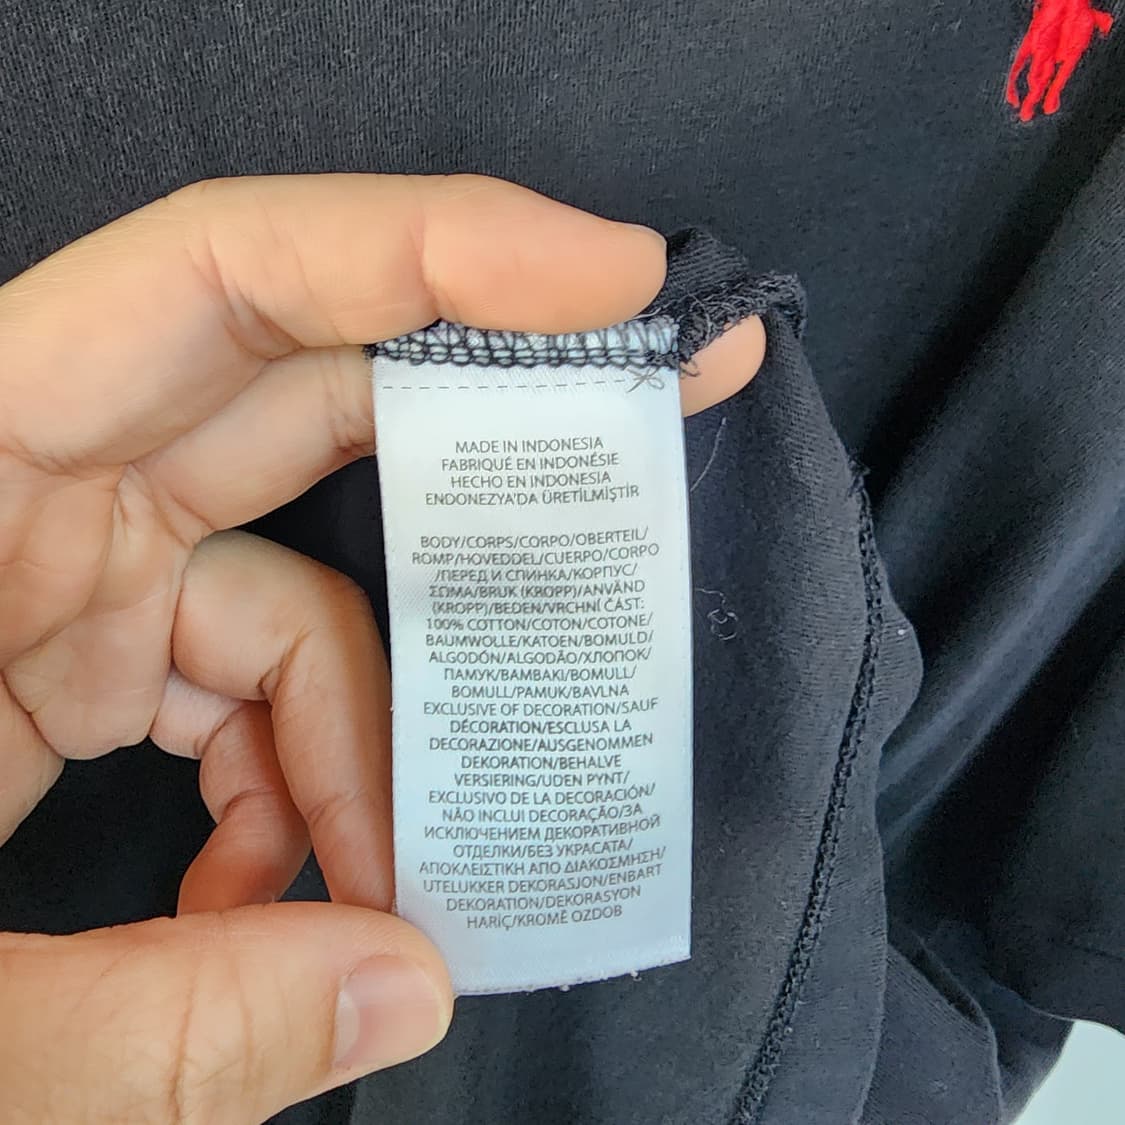 MADE IN INDONESIA
FABRIQUÉ EN INDONÉSIE
HECHO EN INDONESIA
ENDONEZYA'DA ÜRETİLMİŞTİR
BODY/CORPS/CORPO/OBERTEIL/
ROMP/HOVEDDEL/CUERPO/CORPO
/ПЕРЕД И СПИНКА/КОРПУС/
ΣΩΜΑ/BRUK (KROPP)/ANVÄND
(KROPP)/BEDEN/VRCHNÍ ČÁST:
100% COTTON/COTON/COTONE/
BAUMWOLLE/KATOEN/BOMULD/
ALGODÓN/ALGODÃO/ХЛОПОК/
ПАМУК/ΒΑΜΒΑΚΙ/BOMULL/
BOMULL/PAMUK/BAVLNA
EXCLUSIVE OF DECORATION/SAUF
DÉCORATION/ESCLUSA LA
DECORAZIONE/AUSGENOMMEN
DEKORATION/BEHALVE
VERSIERING/UDEN PYNT/
EXCLUSIVO DE LA DECORACIÓN/
NÃO INCLUI DECORAÇÃO/ЗА
ИСКЛЮЧЕНИЕМ ДЕКОРАТИВНОЙ
ОТДЕЛКИ/БЕЗ УКРАСАТА/
ΑΠΟΚΛΕΙΣΤΙΚΗ ΑΠΟ ΔΙΑΚΟΣΜΗΣΗ/
UTELUKKER DEKORASJON/ENBART
DEKORATION/DEKORASYON
HARİÇ/KROMĚ OZDOB